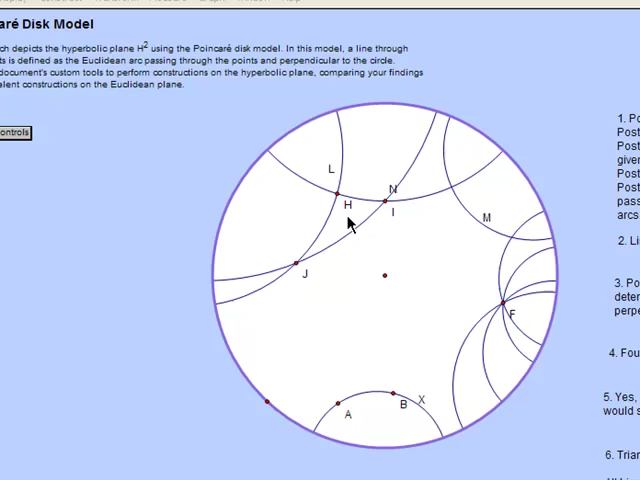 aré Disk Model
ch depicts the hyperbolic plane H2 using the Poincaré disk model. In this model, a line through
ts is defined as the Euclidean arc passing through the points and perpendicular to the circle.
document's custom tools to perform constructions on the hyperbolic plane, comparing your findings
alent constructions on the Euclidean plane.
ontrols
L
N
H
I
M
J
F
A
B
X
1. Po
Post
Post
given
Post
Post
pass
arcs
2. Li
3. Po
deter
perpe
4. Fou
5. Yes,
would s
6. Trian